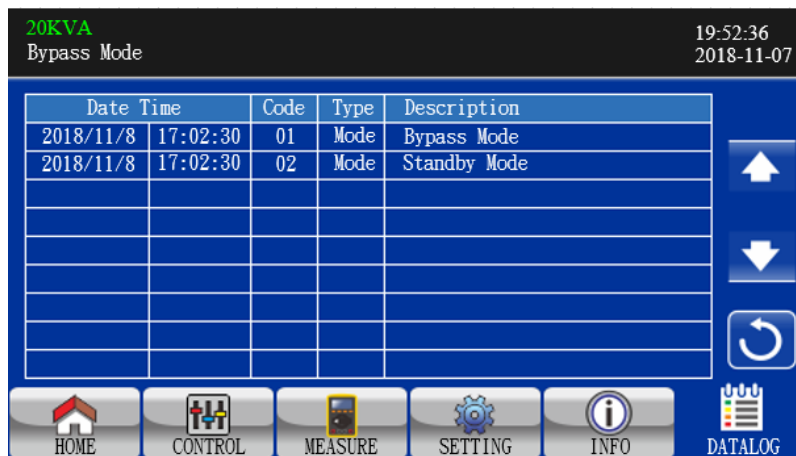 20KVA
Bypass Mode
19:52:36
2018-11-07
Date Time Code Type Description
2018/11/8 17:02:30 01 Mode Bypass Mode
2018/11/8 17:02:30 02 Mode Standby Mode
HOME CONTROL MEASURE SETTING INFO DATALOG